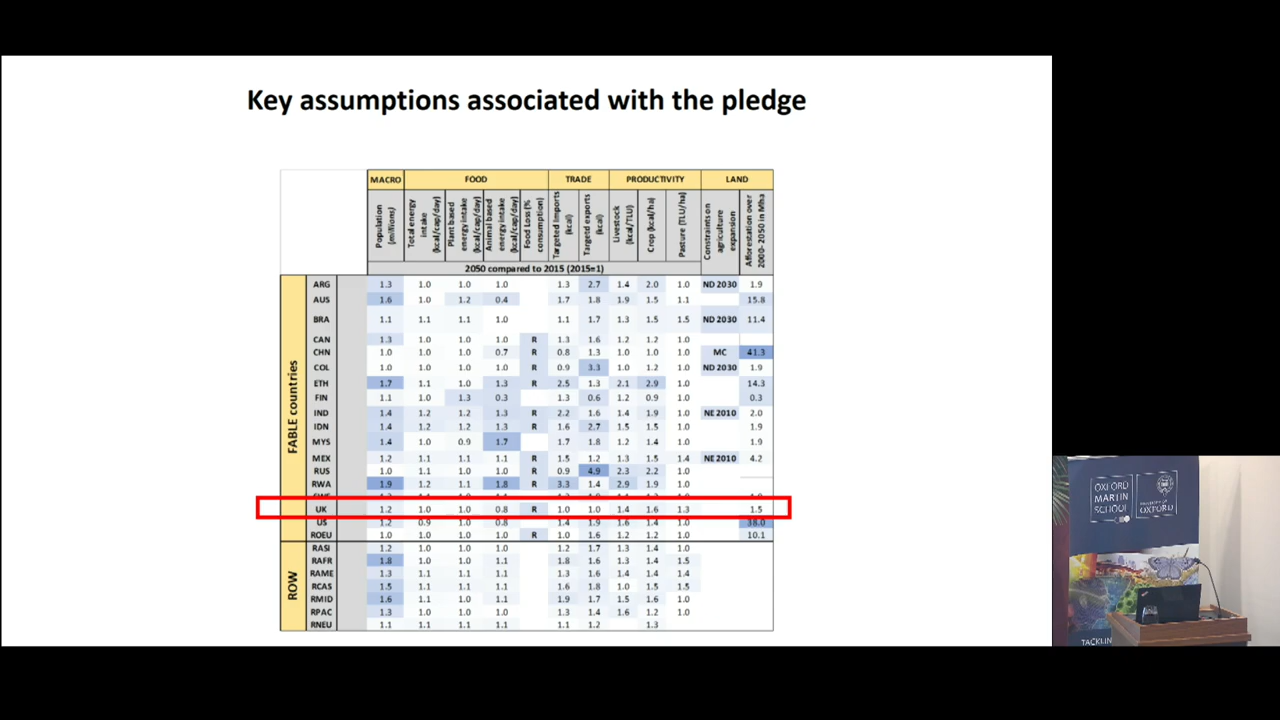 Key assumptions associated with the pledge
MACRO FOOD TRADE PRODUCTIVITY LAND
Population (millions)
Total energy intake (kcal/cap/day)
Plant based energy intake (kcal/cap/day)
Animal based energy intake (kcal/cap/day)
Food Loss (% consumption)
Targeted Imports (kcal)
Targetd exports (kcal)
Livestock (kcal/TLU)
Crop (kcal/ha)
Pasture (TLU/ha)
Constraints on agriculture expansion
Afforestation over 2000- 2050 in Mha
2050 compared to 2015 (2015=1)
FABLE countries
ARG 1.3 1.0 1.0 1.0 1.3 2.7 1.4 2.0 1.0 ND 2030 1.9
AUS 1.6 1.0 1.2 0.4 1.7 1.8 1.9 1.5 1.1 15.8
BRA 1.1 1.1 1.1 1.0 1.1 1.7 1.3 1.5 1.5 ND 2030 11.4
CAN 1.3 1.0 1.0 1.0 R 1.3 1.6 1.2 1.2 1.0
CHN 1.0 1.0 1.0 0.7 R 0.8 1.3 1.0 1.0 1.0 MC 41.3
COL 1.0 1.0 1.0 1.0 R 0.9 3.3 1.0 1.2 1.0 ND 2030 1.9
ETH 1.7 1.1 1.0 1.3 R 2.5 1.3 2.1 2.9 1.0 14.3
FIN 1.1 1.0 1.3 0.3 1.3 0.6 1.2 0.9 1.0 0.3
IND 1.4 1.2 1.2 1.3 R 2.2 1.6 1.4 1.9 1.0 NE 2010 2.0
IDN 1.4 1.2 1.2 1.3 R 1.6 2.7 1.5 1.5 1.0 1.9
MYS 1.4 1.0 0.9 1.7 1.7 1.8 1.2 1.4 1.0 1.9
MEX 1.2 1.1 1.1 1.1 R 1.5 1.2 1.3 1.5 1.4 NE 2010 4.2
RUS 1.0 1.1 1.0 1.0 R 0.9 4.9 2.3 2.2 1.0
RWA 1.9 1.2 1.1 1.8 R 3.3 1.4 2.9 1.9 1.0
UK 1.2 1.0 1.0 0.8 R 1.0 1.0 1.4 1.6 1.3 1.5
US 1.2 0.9 1.0 0.8 1.4 1.9 1.6 1.4 1.0 38.0
ROEU 1.0 1.0 1.0 1.0 R 1.0 1.6 1.2 1.2 1.0 10.1
ROW
RASI 1.2 1.0 1.0 1.0 1.2 1.7 1.3 1.4 1.0
RAFR 1.8 1.0 1.0 1.1 1.8 1.6 1.3 1.4 1.5
RAME 1.3 1.1 1.1 1.1 1.3 1.6 1.4 1.4 1.4
RCAS 1.5 1.1 1.1 1.1 1.6 1.8 1.0 1.5 1.5
RMID 1.6 1.1 1.0 1.1 1.9 1.7 1.5 1.6 1.0
RPAC 1.3 1.0 1.0 1.0 1.3 1.4 1.6 1.2 1.0
RNEU 1.1 1.1 1.1 1.1 1.1 1.2 1.3
OXFORD
MARTIN
SCHOOL
UNIVERSITY OF
OXFORD
TACKLIN